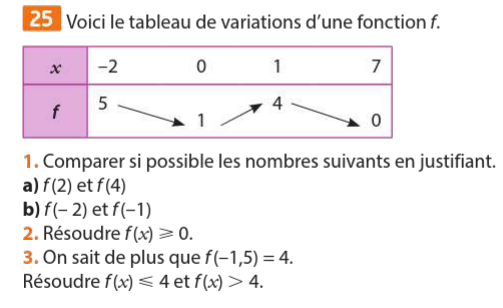 25 Voici le tableau de variations d'une fonction f.
x −2 0 1 7
f 5 1 4 0
1. Comparer si possible les nombres suivants en justifiant.
a) f(2) et f(4)
b) f(− 2) et f(−1)
2. Résoudre f(x) ⩾ 0.
3. On sait de plus que f(−1,5) = 4.
Résoudre f(x) ⩽ 4 et f(x) > 4.